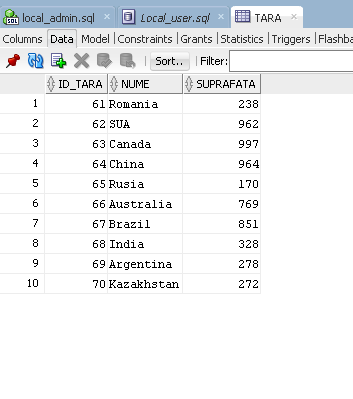 local_admin.sql Local_user.sql TARA
Columns Data Model Constraints Grants Statistics Triggers Flashba
Sort.. Filter:
ID_TARA NUME SUPRAFATA
1 61 Romania 238
2 62 SUA 962
3 63 Canada 997
4 64 China 964
5 65 Rusia 170
6 66 Australia 769
7 67 Brazil 851
8 68 India 328
9 69 Argentina 278
10 70 Kazakhstan 272